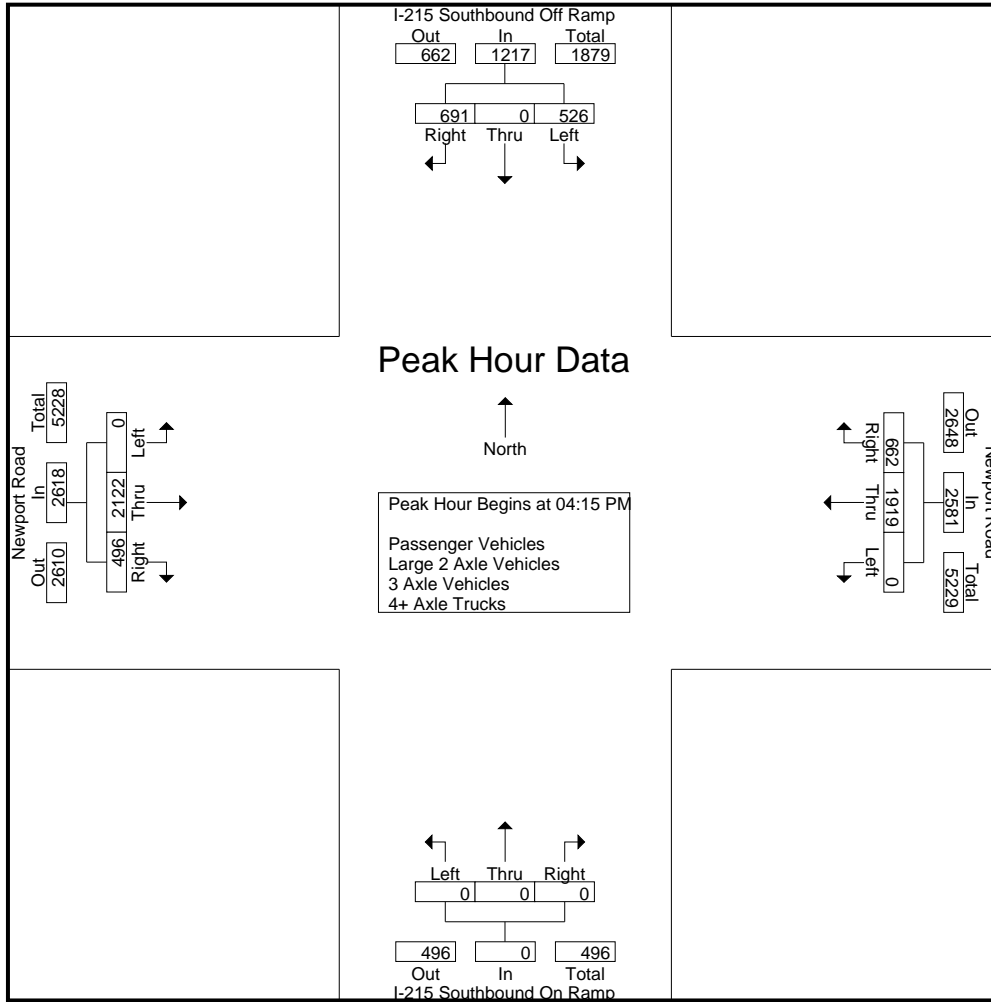 I-215 Southbound Off Ramp
Out In Total
662 1217 1879
691 0 526
Right Thru Left
Peak Hour Data
North
Peak Hour Begins at 04:15 PM
Passenger Vehicles
Large 2 Axle Vehicles
3 Axle Vehicles
4+ Axle Trucks
Newport Road
Out In Total
2610 2618 5228
0 2122 496
Left Thru Right
Newport Road
Out In Total
2648 2581 5229
662 1919 0
Right Thru Left
Left Thru Right
0 0 0
496 0 496
Out In Total
I-215 Southbound On Ramp